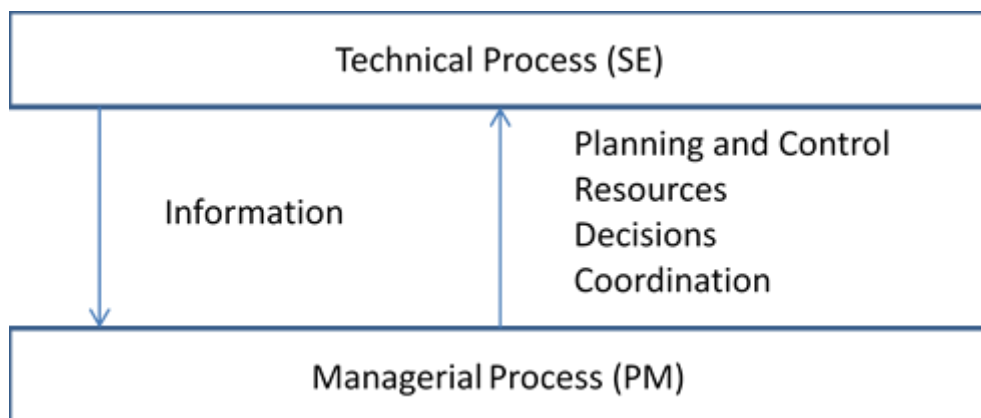 Technical Process (SE)
Information
Planning and Control
Resources
Decisions
Coordination
Managerial Process (PM)